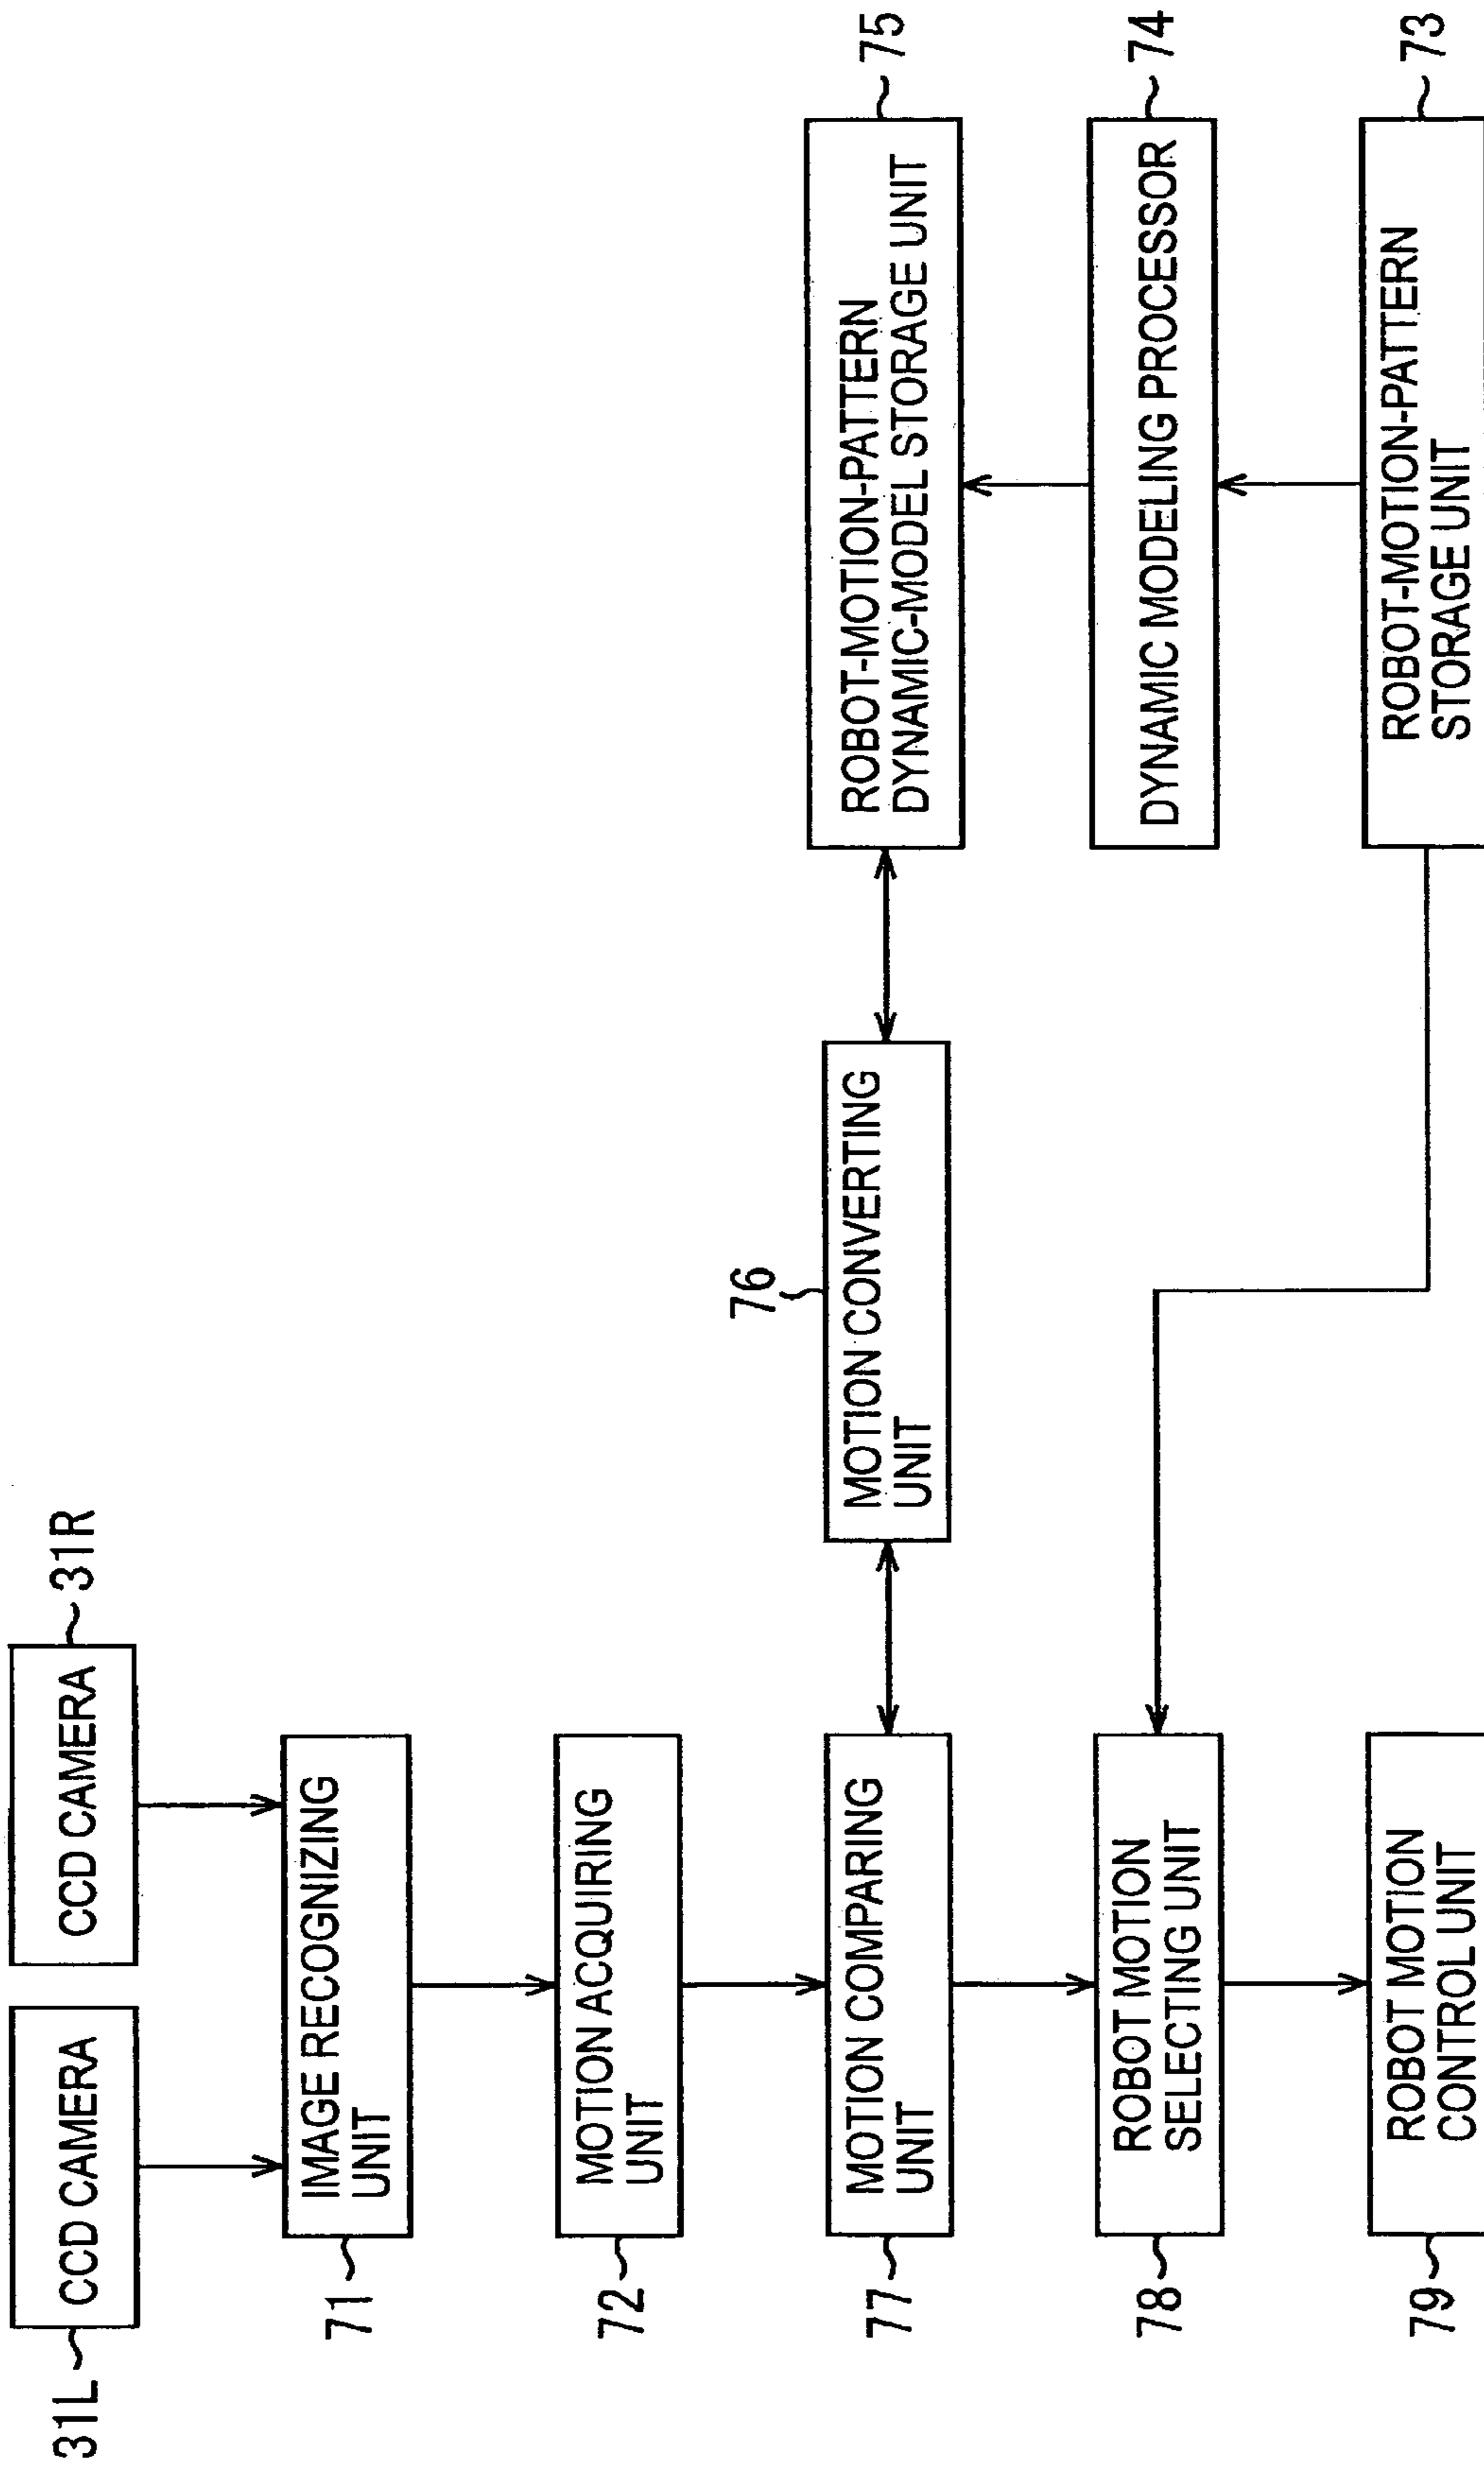 31L
CCD CAMERA
CCD CAMERA
31R
71
IMAGE RECOGNIZING
UNIT
72
MOTION ACQUIRING
UNIT
77
MOTION COMPARING
UNIT
76
MOTION CONVERTING
UNIT
ROBOT-MOTION-PATTERN
DYNAMIC-MODEL STORAGE UNIT
75
78
ROBOT MOTION
SELECTING UNIT
DYNAMIC MODELING PROCESSOR
74
79
ROBOT MOTION
CONTROL UNIT
ROBOT-MOTION-PATTERN
STORAGE UNIT
73